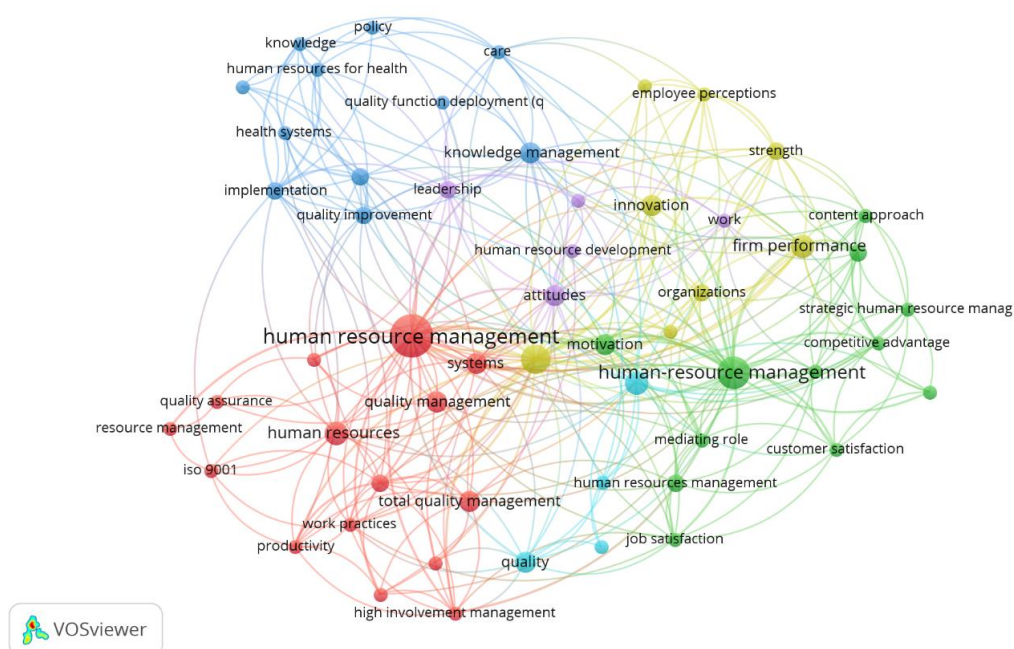 policy
knowledge
care
human resources for health
employee perceptions
quality function deployment (q
health systems
strength
knowledge management
implementation
leadership
quality improvement
innovation
work
content approach
human resource development
firm performance
attitudes
organizations
strategic human resource manag
human resource management
motivation
competitive advantage
systems
human-resource management
quality assurance
quality management
resource management
human resources
mediating role
customer satisfaction
iso 9001
human resources management
total quality management
work practices
productivity
job satisfaction
quality
high involvement management
VOSviewer